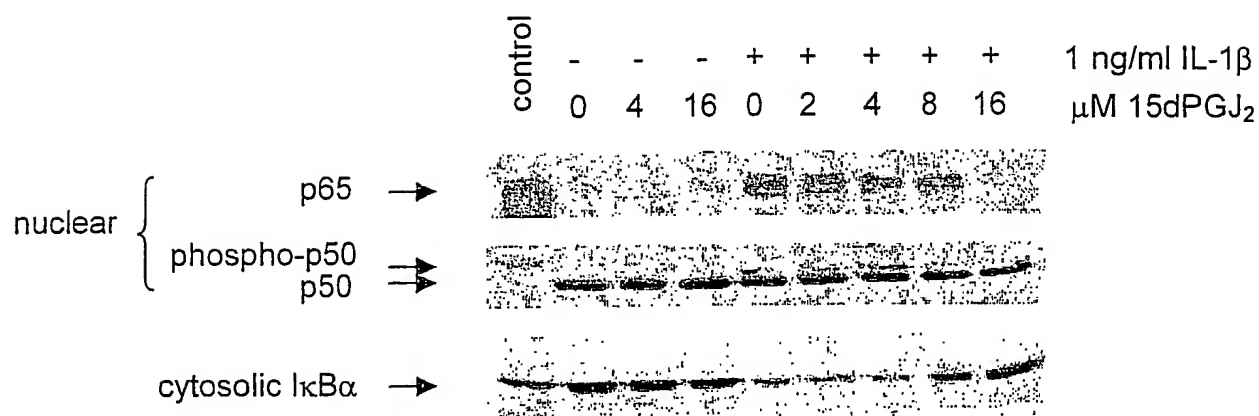 control - - - + + + + + 1 ng/ml IL-1β
0 4 16 0 2 4 8 16 μM 15dPGJ₂
p65
nuclear
phospho-p50
p50
cytosolic IκBα